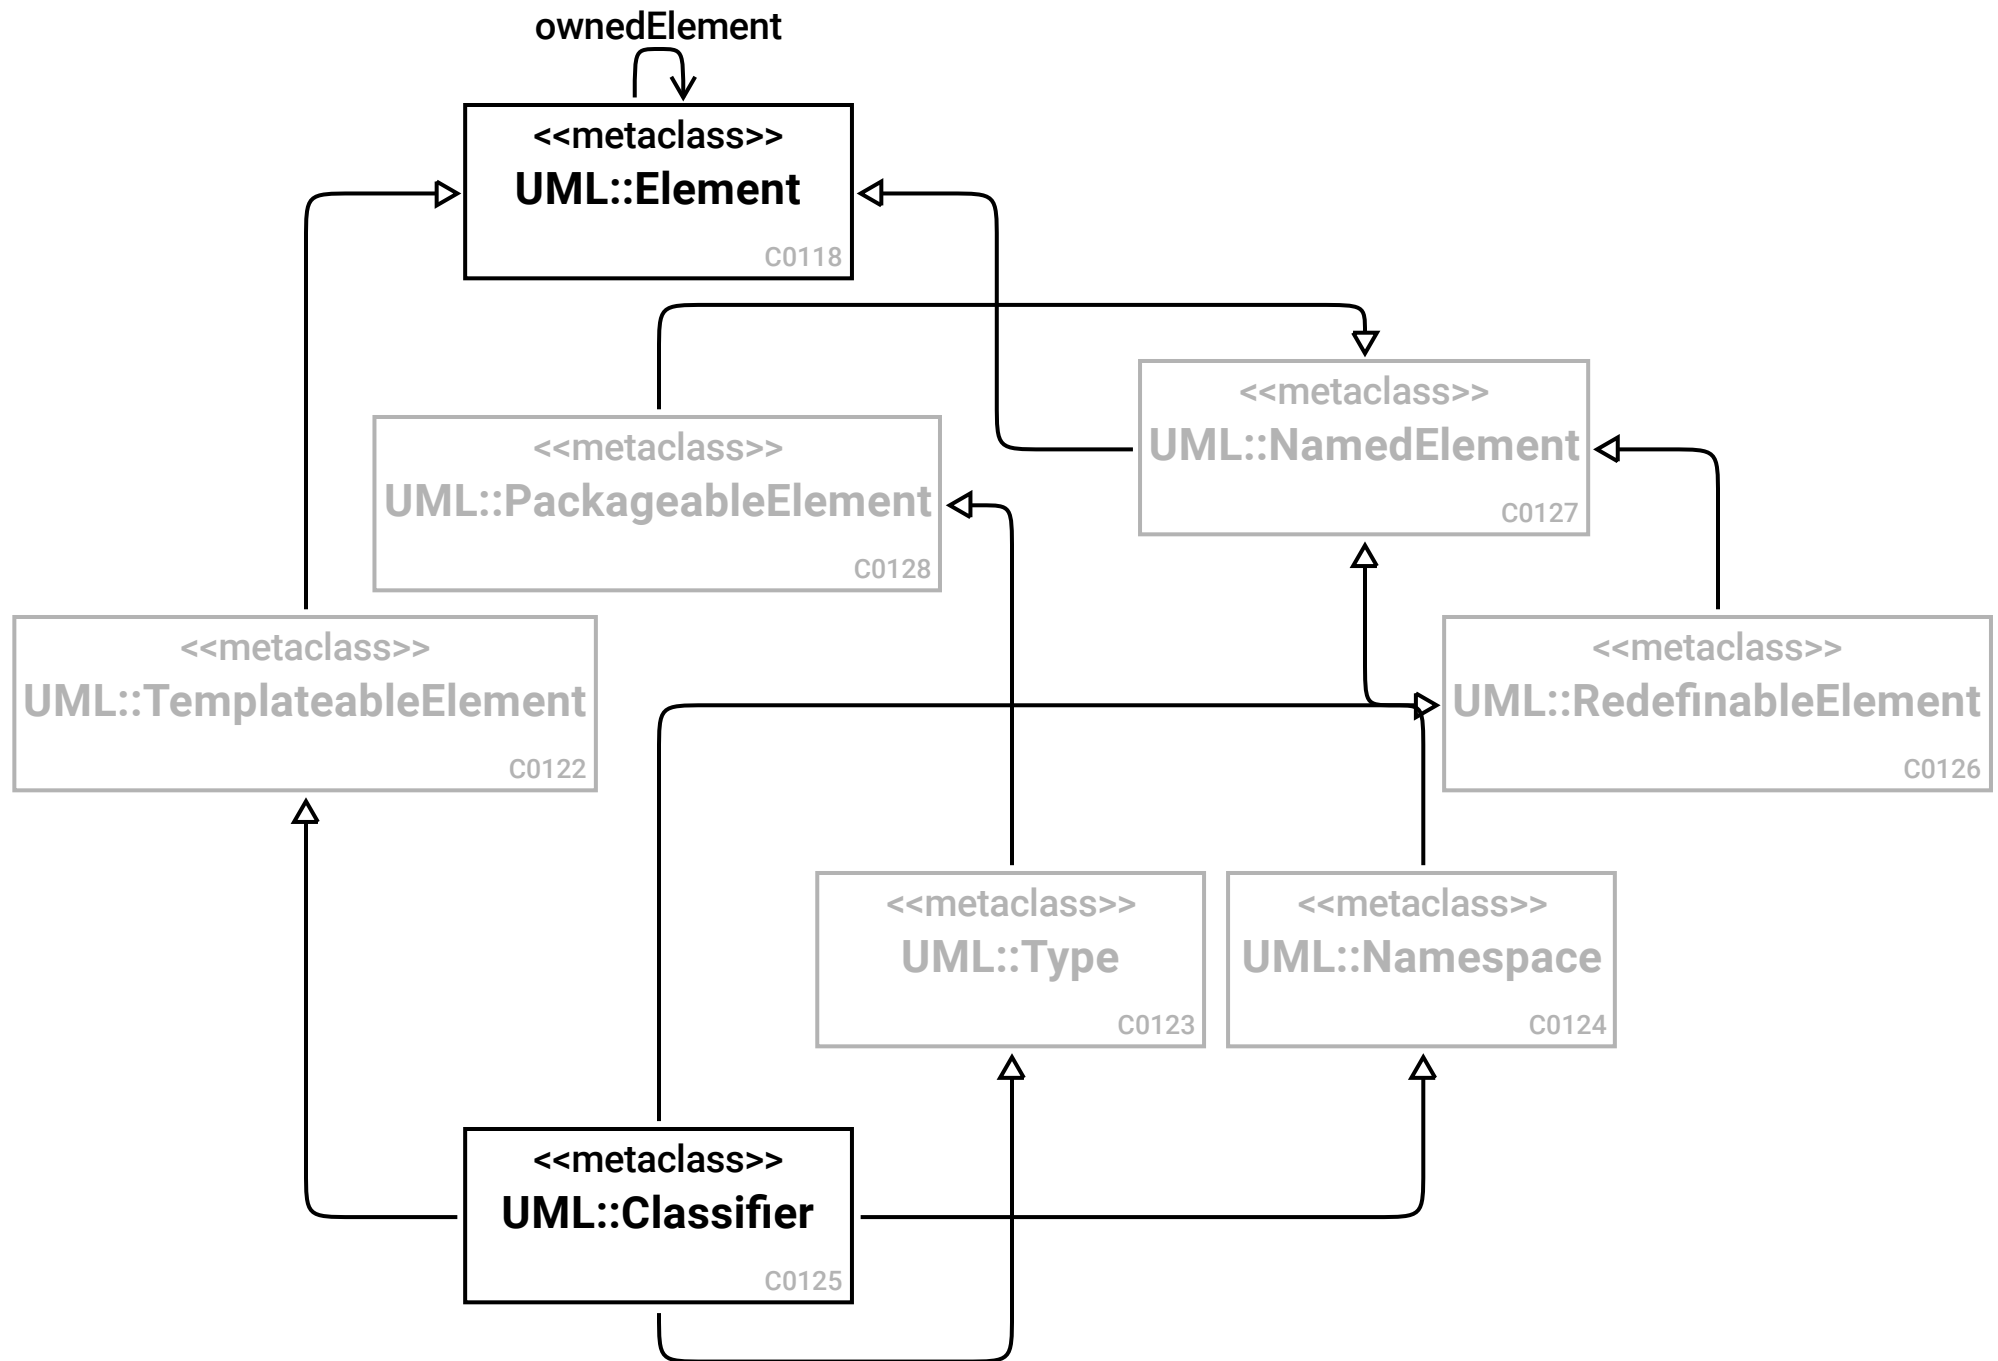 ownedElement
<<metaclass>>
UML::Element
C0118
<<metaclass>>
UML::NamedElement
C0127
<<metaclass>>
UML::PackageableElement
C0128
<<metaclass>>
UML::TemplateableElement
C0122
<<metaclass>>
UML::RedefinableElement
C0126
<<metaclass>>
UML::Type
C0123
<<metaclass>>
UML::Namespace
C0124
<<metaclass>>
UML::Classifier
C0125